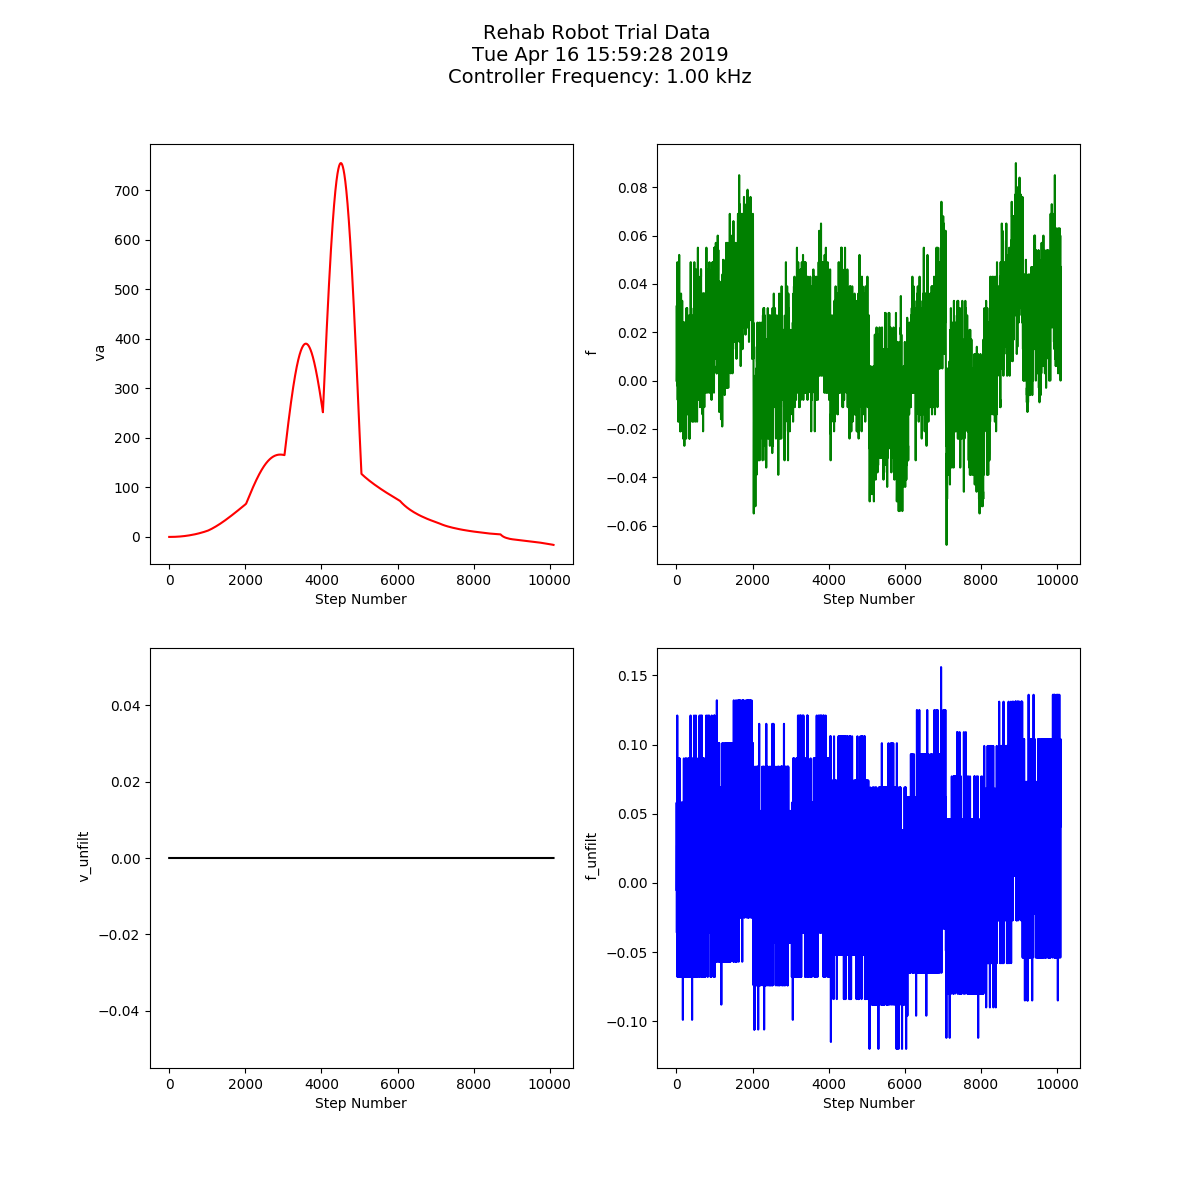 Rehab Robot Trial Data
Tue Apr 16 15:59:28 2019
Controller Frequency: 1.00 kHz
700
600
500
400
300
200
100
0
va
0 2000 4000 6000 8000 10000
Step Number
0.08
0.06
0.04
0.02
0.00
−0.02
−0.04
−0.06
f
0 2000 4000 6000 8000 10000
Step Number
0.04
0.02
0.00
−0.02
−0.04
v_unfilt
0 2000 4000 6000 8000 10000
Step Number
0.15
0.10
0.05
0.00
−0.05
−0.10
f_unfilt
0 2000 4000 6000 8000 10000
Step Number